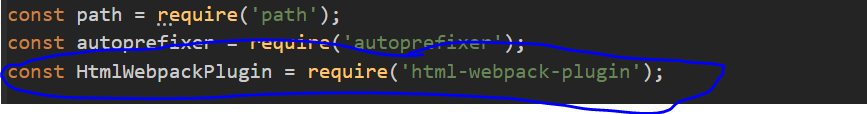 const path = require('path');
const autoprefixer = require('autoprefixer');
const HtmlWebpackPlugin = require('html-webpack-plugin');